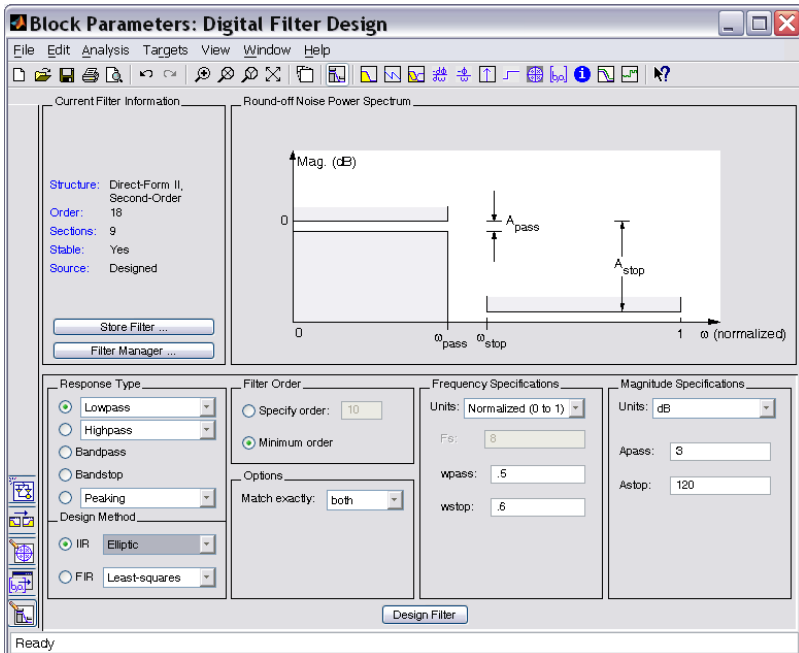 Block Parameters: Digital Filter Design
File Edit Analysis Targets View Window Help
Current Filter Information
Structure: Direct-Form II,
Second-Order
Order: 18
Sections: 9
Stable: Yes
Source: Designed
Store Filter ...
Filter Manager ...
Round-off Noise Power Spectrum
Mag. (dB)
0
Apass
Astop
0 ωpass ωstop 1 ω (normalized)
Response Type
Lowpass
Highpass
Bandpass
Bandstop
Peaking
Design Method
IIR Elliptic
FIR Least-squares
Filter Order
Specify order: 10
Minimum order
Options
Match exactly: both
Frequency Specifications
Units: Normalized (0 to 1)
Fs: 8
wpass: .5
wstop: .6
Magnitude Specifications
Units: dB
Apass: 3
Astop: 120
Design Filter
Ready